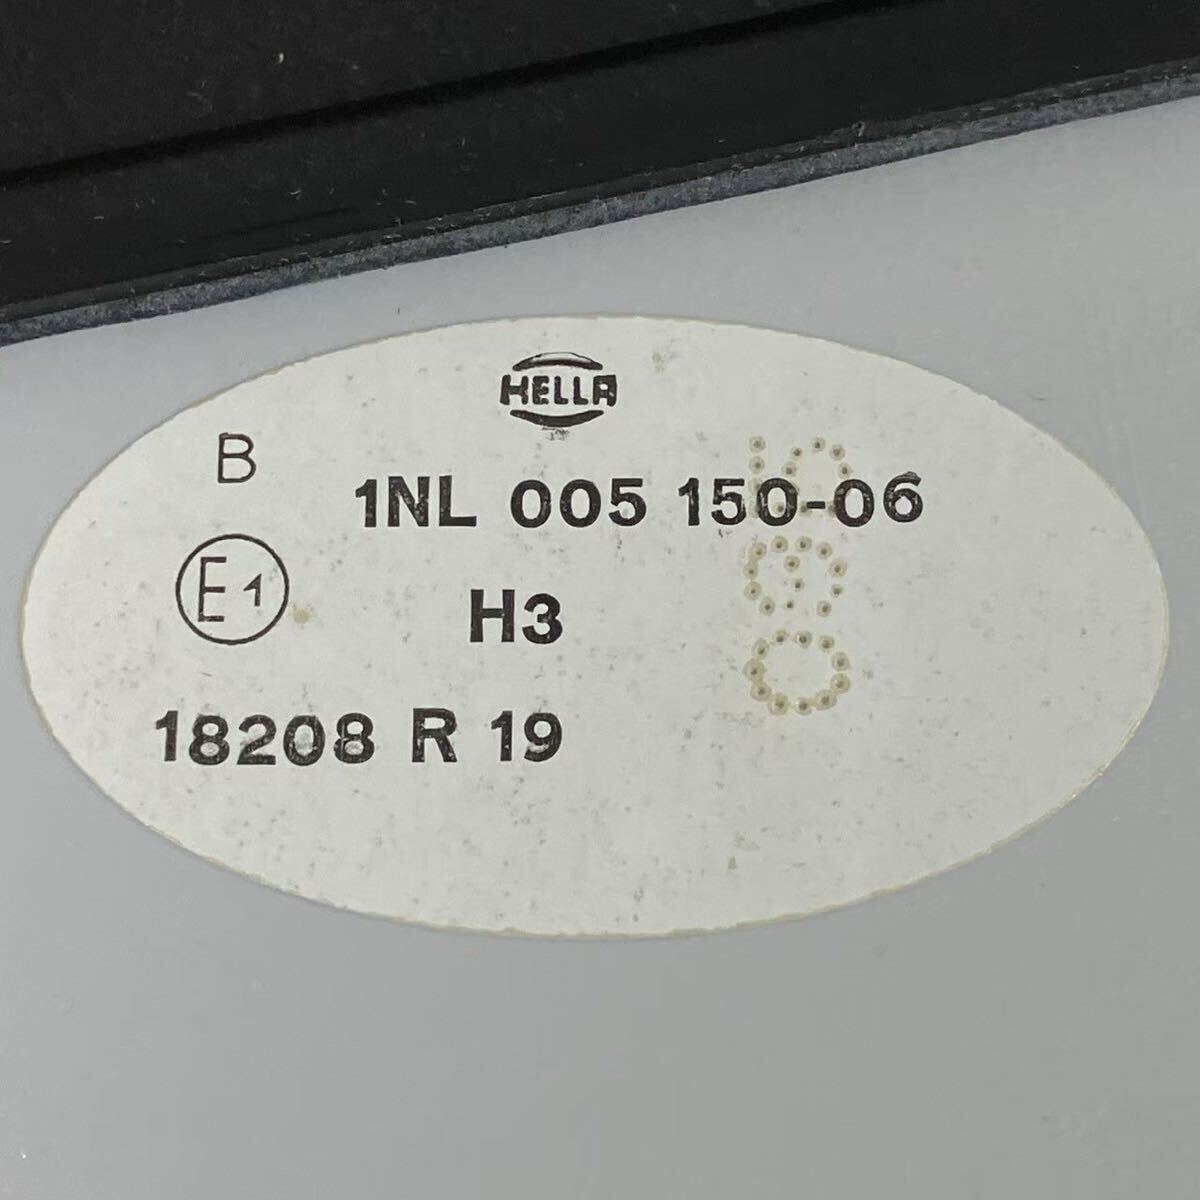 HELLA
B
1NL 005 150-06
E1
H3
18208 R 19